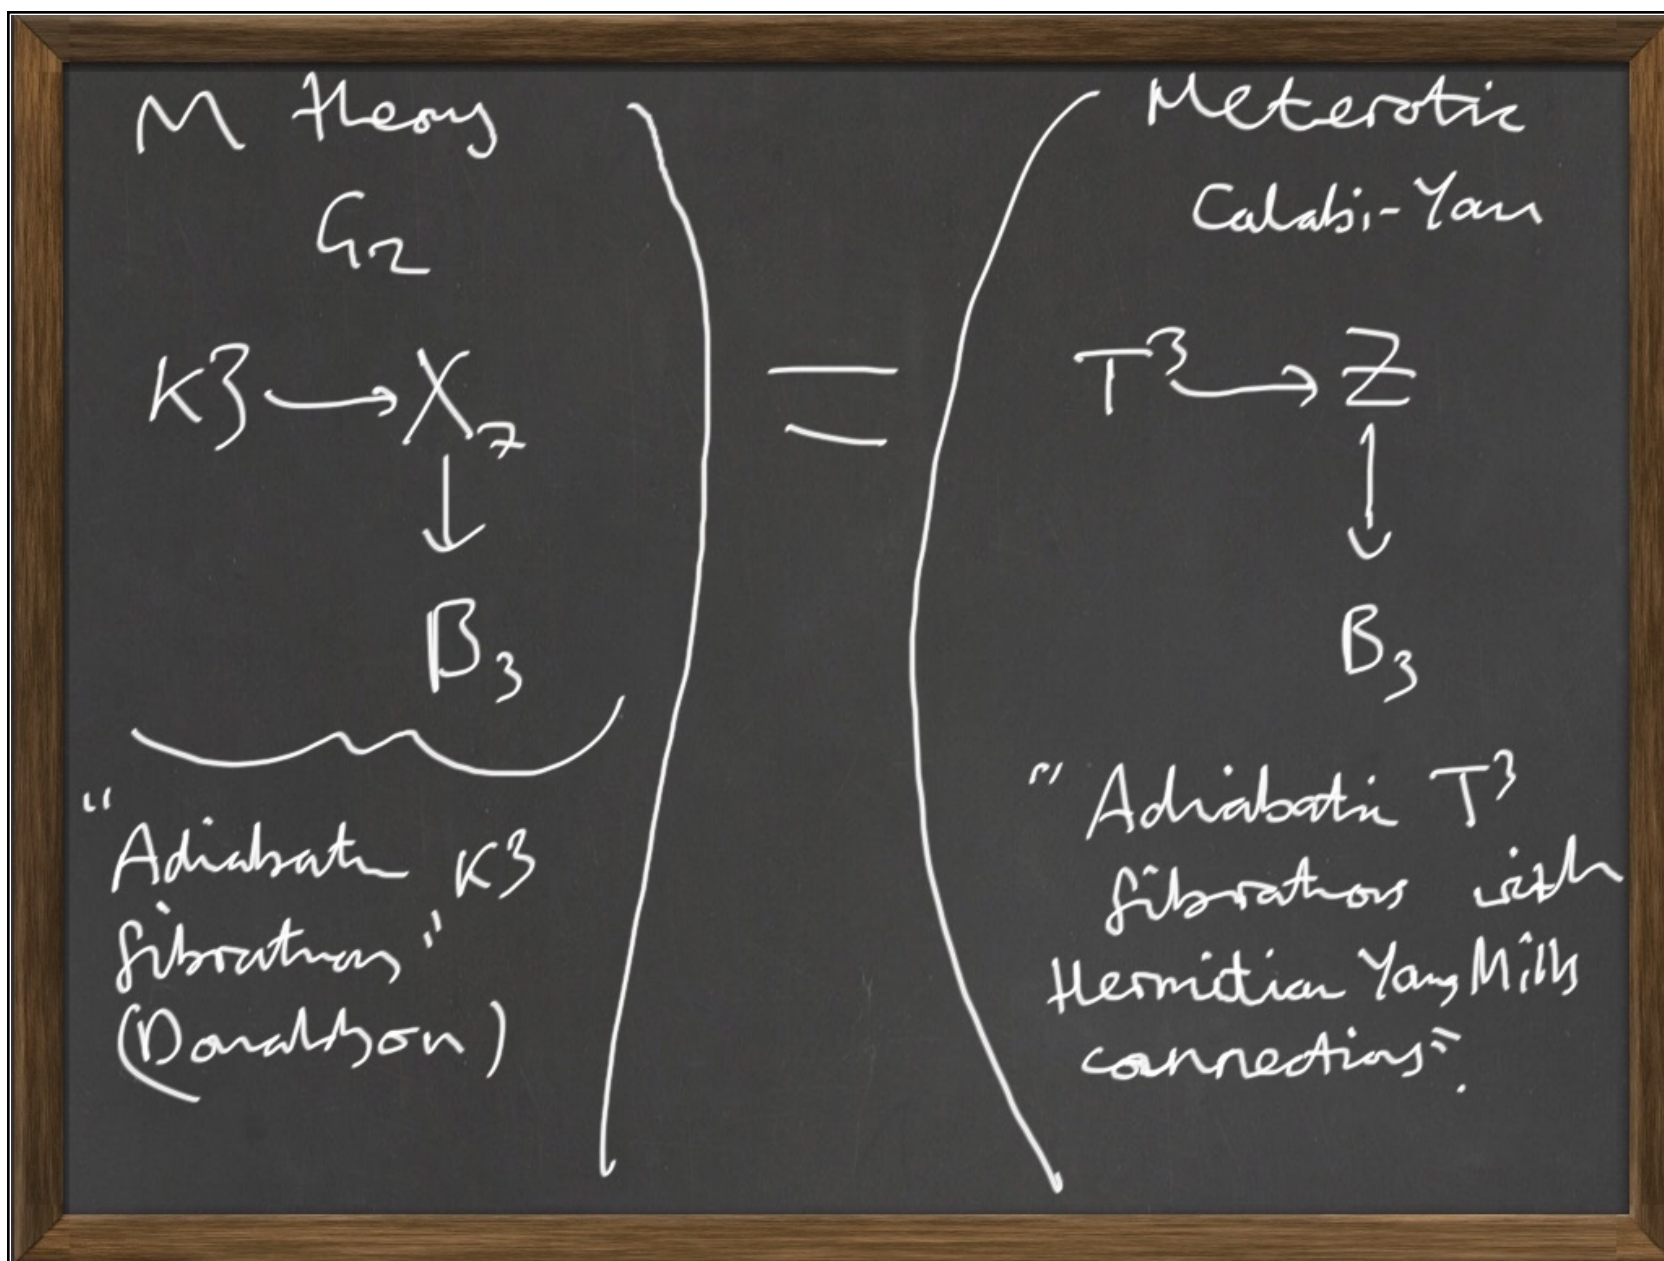 M theory
G2
K3 → X7
↓
B3
"Adiabatic K3
fibrations"
(Donaldson)
=
Heterotic
Calabi-Yau
T³ → Z
↓
B3
"Adiabatic T³
fibrations with
Hermitian Yang Mills
connections".